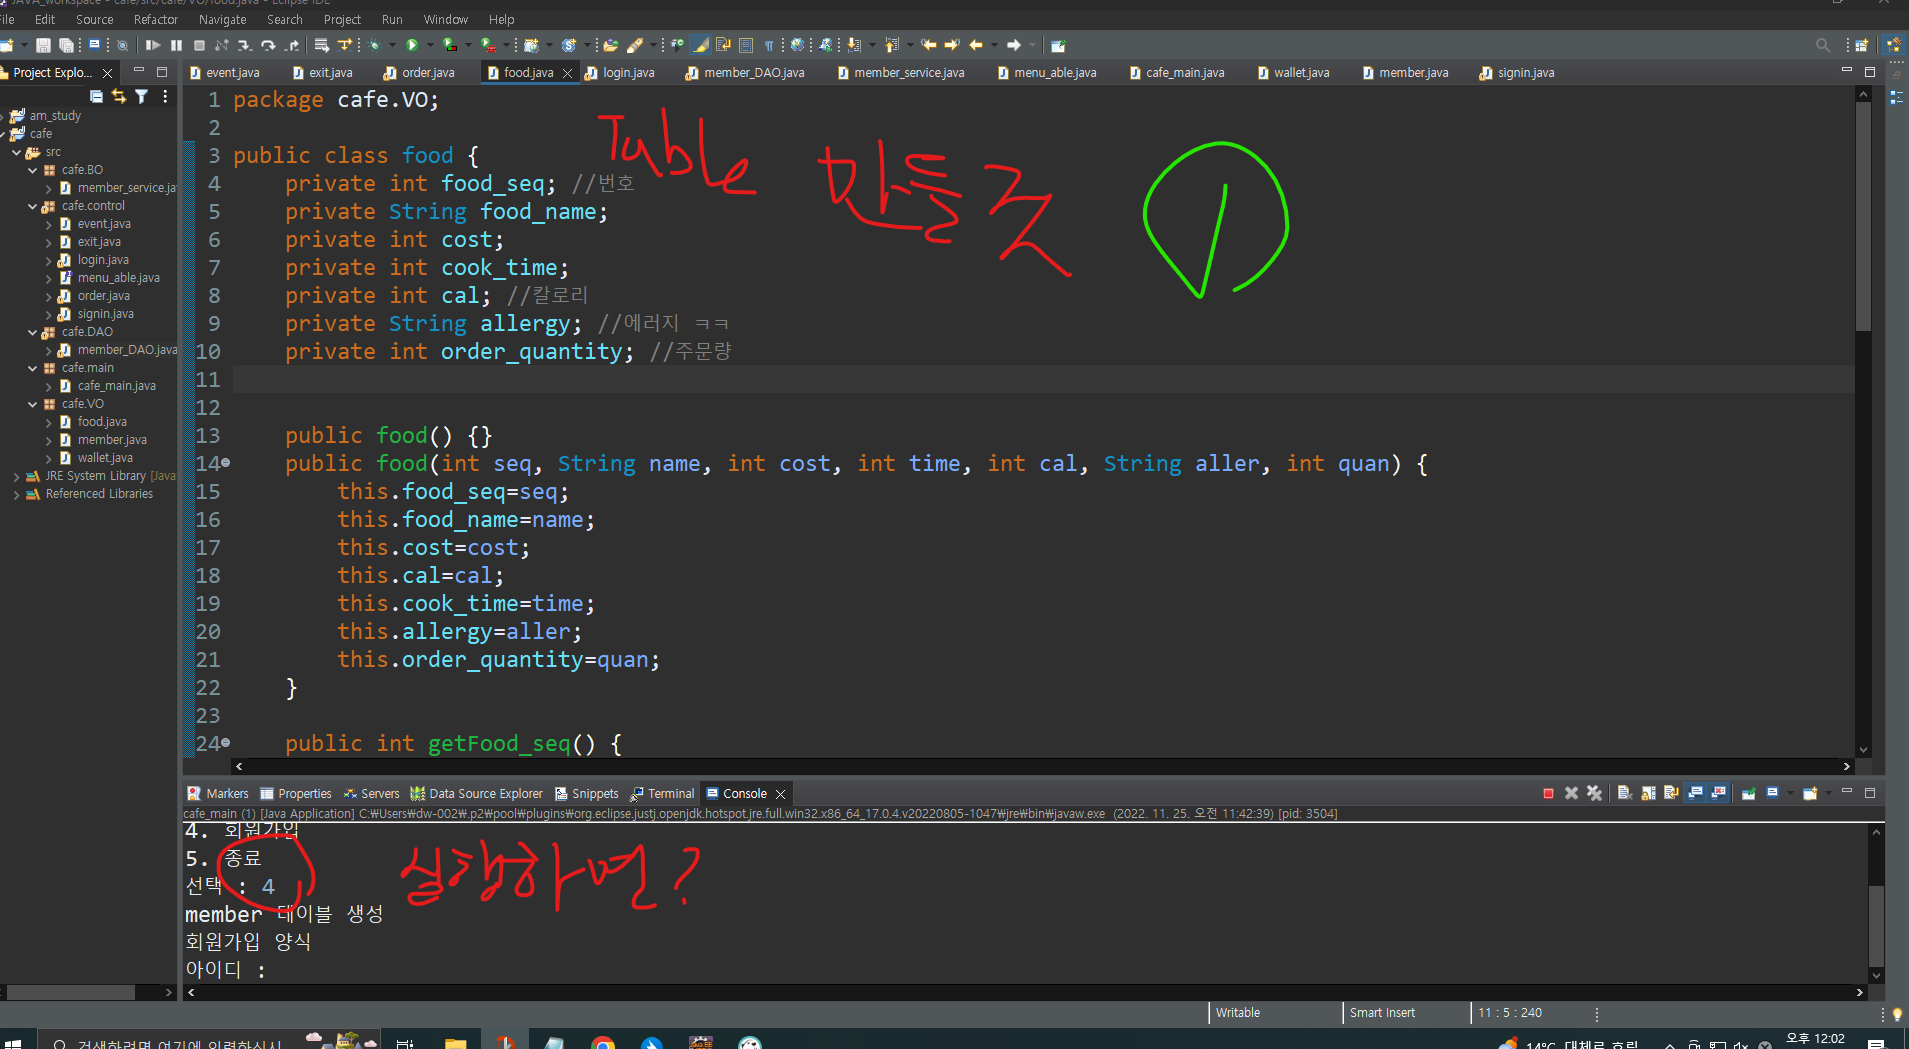 JAVA_workspace - cafe/src/cafe/VO/food.java - Eclipse IDE
File Edit Source Refactor Navigate Search Project Run Window Help
Project Explo...
event.java exit.java order.java food.java login.java member_DAO.java member_service.java menu_able.java cafe_main.java wallet.java member.java signin.java
am_study
cafe
src
cafe.BO
member_service.ja
cafe.control
event.java
exit.java
login.java
menu_able.java
order.java
signin.java
cafe.DAO
member_DAO.java
cafe.main
cafe_main.java
cafe.VO
food.java
member.java
wallet.java
JRE System Library [Java
Referenced Libraries
1 package cafe.VO;
2
3 public class food {
4 private int food_seq; //번호
5 private String food_name;
6 private int cost;
7 private int cook_time;
8 private int cal; //칼로리
9 private String allergy; //에러지 ㅋㅋ
10 private int order_quantity; //주문량
11
12
13 public food() {}
14 public food(int seq, String name, int cost, int time, int cal, String aller, int quan) {
15 this.food_seq=seq;
16 this.food_name=name;
17 this.cost=cost;
18 this.cal=cal;
19 this.cook_time=time;
20 this.allergy=aller;
21 this.order_quantity=quan;
22 }
23
24 public int getFood_seq() {
Table 만들
Markers Properties Servers Data Source Explorer Snippets Terminal Console
cafe_main (1) [Java Application] C:₩Users₩dw-002₩.p2₩pool₩plugins₩org.eclipse.justj.openjdk.hotspot.jre.full.win32.x86_64_17.0.4.v20220805-1047₩jre₩bin₩javaw.exe (2022. 11. 25. 오전 11:42:39) [pid: 3504]
4. 회원가입
5. 종료
선택 : 4
member 테이블 생성
회원가입 양식
아이디 :
실행하면?
Writable Smart Insert 11 : 5 : 240
검색하려면 여기에 입력하십시
14°C 대체로 흐림
오후 12:02